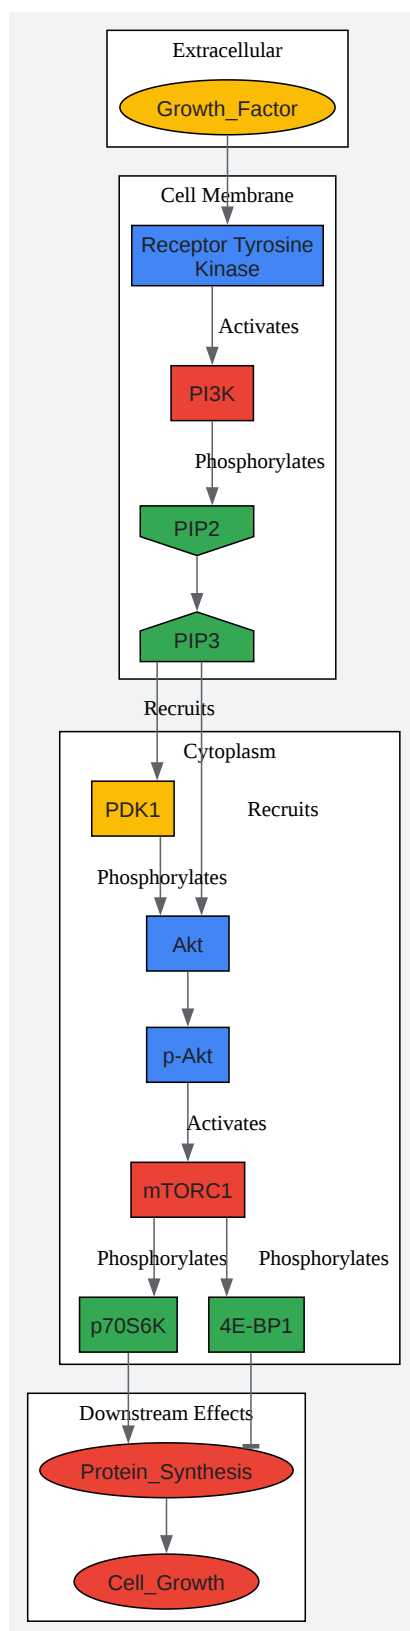 Extracellular
Growth_Factor
Cell Membrane
Receptor Tyrosine
Kinase
Activates
PI3K
Phosphorylates
PIP2
PIP3
Recruits
Cytoplasm
PDK1
Recruits
Phosphorylates
Akt
p-Akt
Activates
mTORC1
Phosphorylates
Phosphorylates
p70S6K
4E-BP1
Downstream Effects
Protein_Synthesis
Cell_Growth